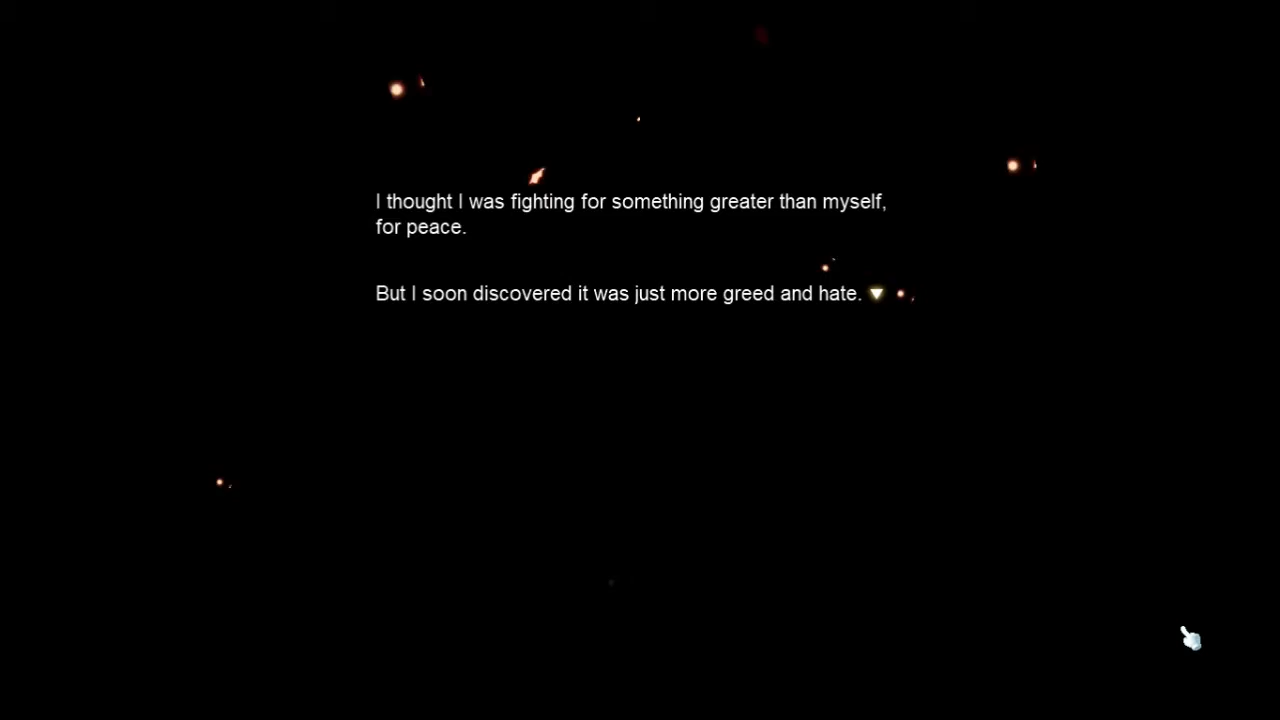 I thought I was fighting for something greater than myself,
for peace.
But I soon discovered it was just more greed and hate.